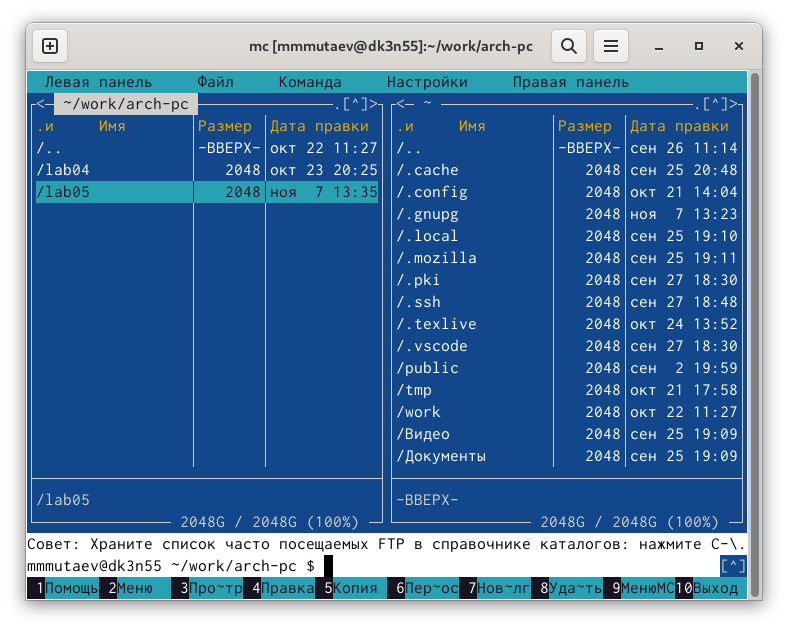 mc [mmmutaev@dk3n55]:~/work/arch-pc
Левая панель Файл Команда Настройки Правая панель
<─ ~/work/arch-pc .[^]> <─ ~ .[^]>
.и Имя Размер Дата правки .и Имя Размер Дата правки
/.. -ВВЕРХ- окт 22 11:27 /.. -ВВЕРХ- сен 26 11:14
/lab04 2048 окт 23 20:25 /.cache 2048 сен 25 20:48
/lab05 2048 ноя 7 13:35 /.config 2048 окт 21 14:04
/.gnupg 2048 ноя 7 13:23
/.local 2048 сен 25 19:10
/.mozilla 2048 сен 25 19:11
/.pki 2048 сен 27 18:30
/.ssh 2048 сен 27 18:48
/.texlive 2048 окт 24 13:52
/.vscode 2048 сен 27 18:30
/public 2048 сен 2 19:59
/tmp 2048 окт 21 17:58
/work 2048 окт 22 11:27
/Видео 2048 сен 25 19:09
/Документы 2048 сен 25 19:09
/lab05 -ВВЕРХ-
2048G / 2048G (100%) 2048G / 2048G (100%)
Совет: Храните список часто посещаемых FTP в справочнике каталогов: нажмите C-\.
mmmutaev@dk3n55 ~/work/arch-pc $ [^]
1Помощь 2Меню 3Про~тр 4Правка 5Копия 6Пер~ос 7Нов~лг 8Уда~ть 9МенюMC 10Выход